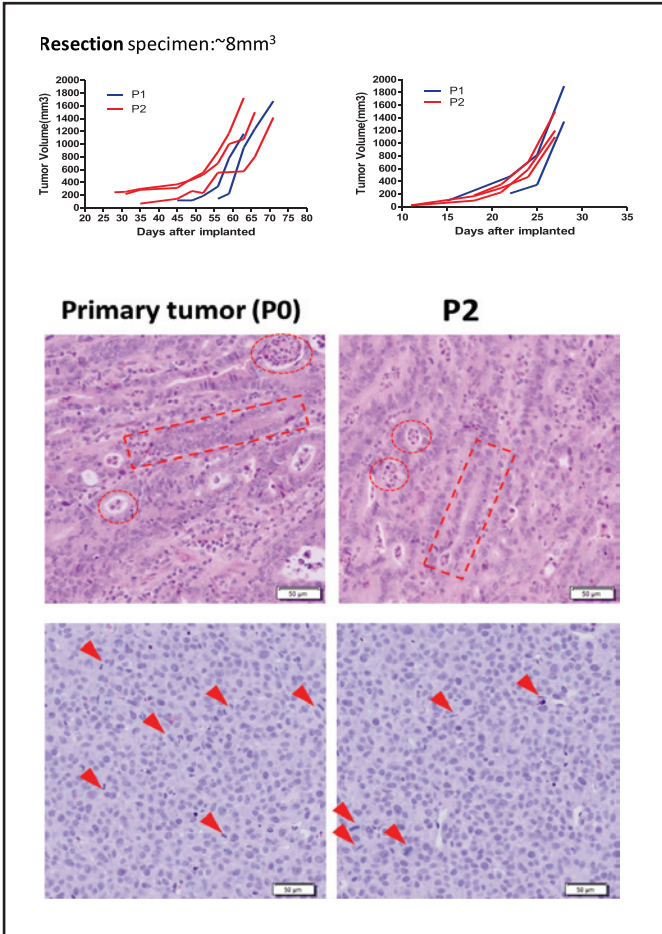 Resection specimen:~8mm³
2000
1800
1600
1400
1200
1000
800
600
400
200
0
Tumor Volume(mm3)
P1
P2
20 25 30 35 40 45 50 55 60 65 70 75 80
Days after implanted
2000
1800
1600
1400
1200
1000
800
600
400
200
0
Tumor Volume(mm3)
P1
P2
10 15 20 25 30 35
Days after implanted
Primary tumor (P0)
P2
50 µm
50 µm
50 µm
50 µm